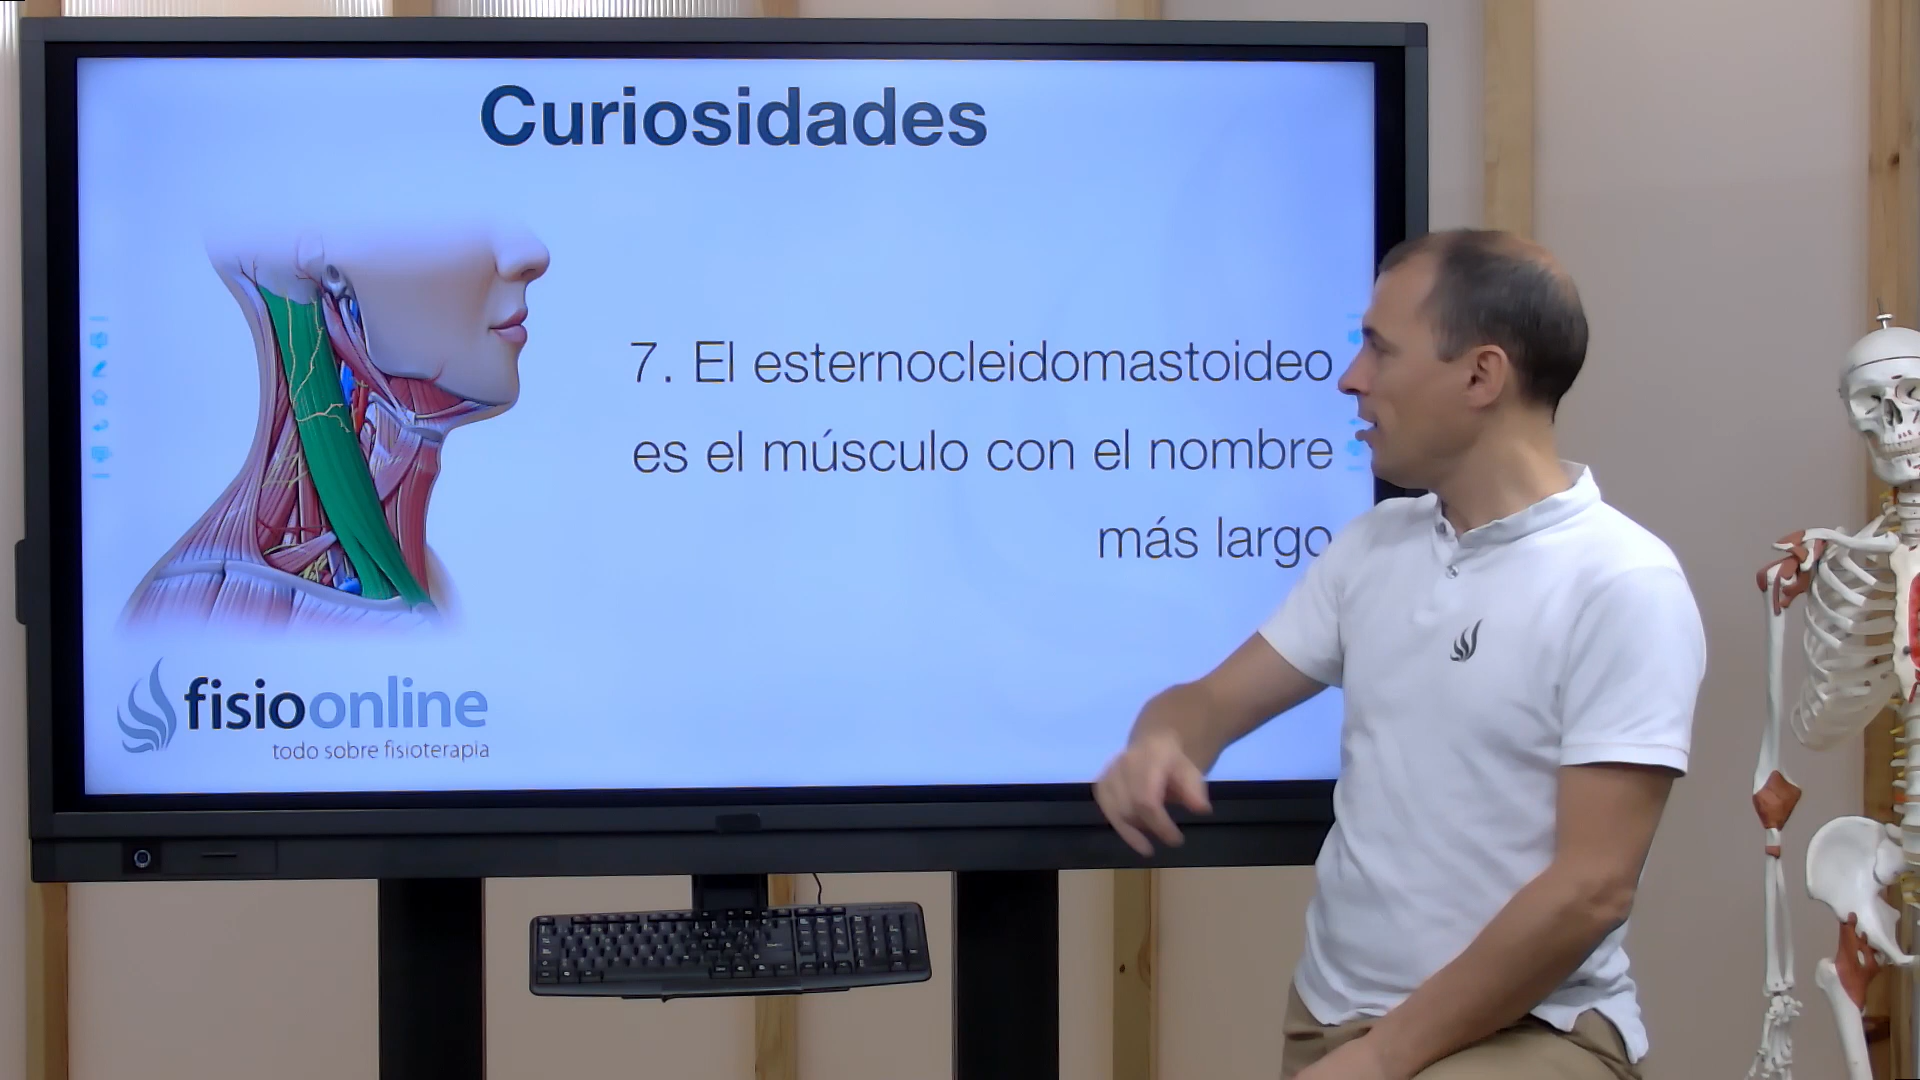 Curiosidades
7. El esternocleidomastoideo
es el músculo con el nombre
más largo
fisioonline
todo sobre fisioterapia